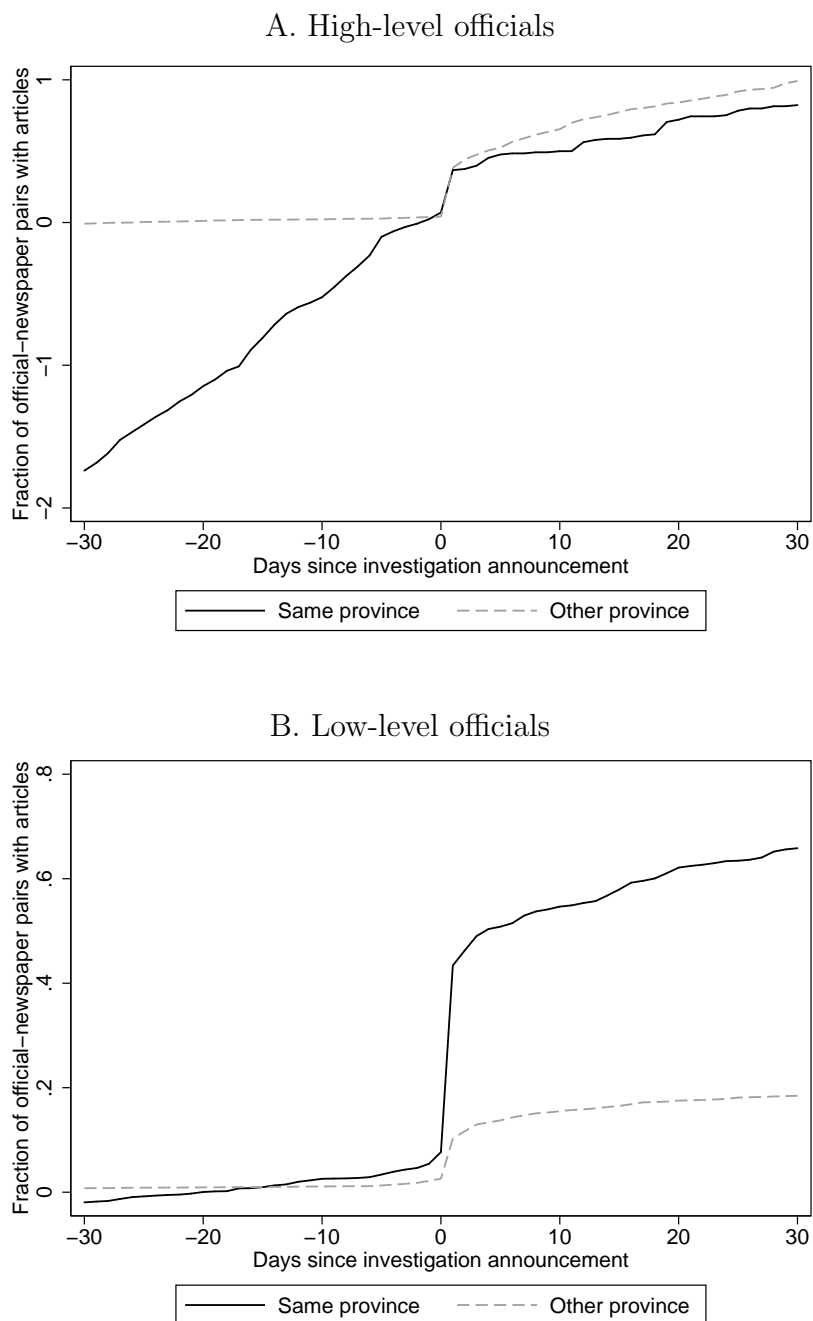 A. High-level officials
Fraction of official−newspaper pairs with articles
1
0
−1
−2
−30 −20 −10 0 10 20 30
Days since investigation announcement
Same province Other province
B. Low-level officials
Fraction of official−newspaper pairs with articles
.8
.6
.4
.2
0
−30 −20 −10 0 10 20 30
Days since investigation announcement
Same province Other province